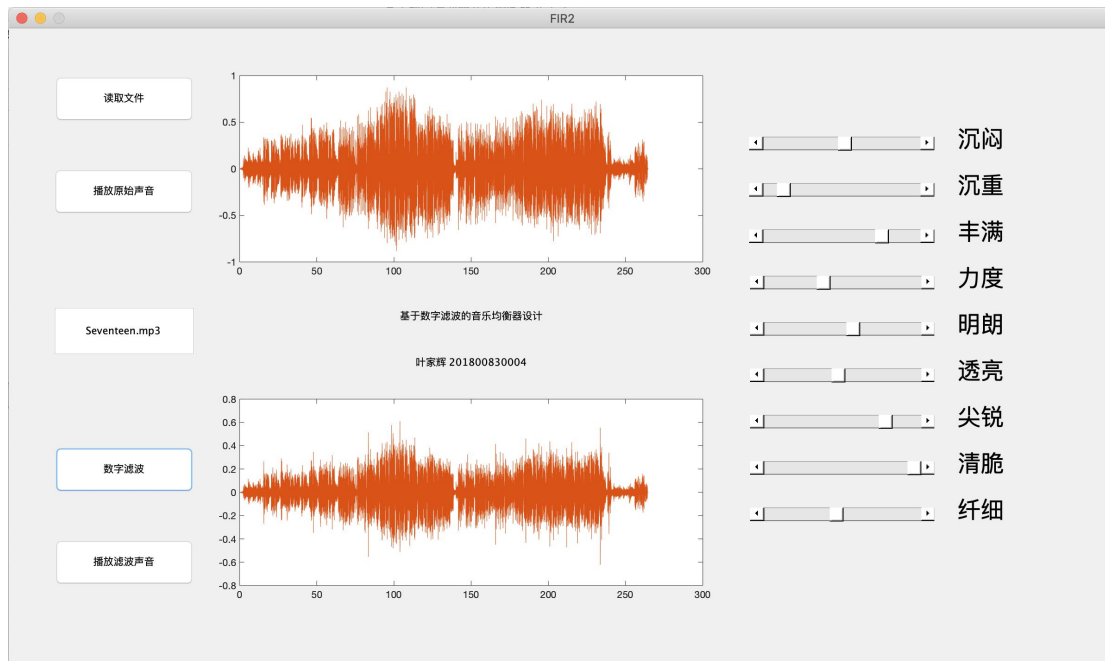 FIR2
读取文件
播放原始声音
Seventeen.mp3
数字滤波
播放滤波声音
1
0.5
0
-0.5
-1
0 50 100 150 200 250 300
基于数字滤波的音乐均衡器设计
叶家辉 201800830004
0.8
0.6
0.4
0.2
0
-0.2
-0.4
-0.6
-0.8
0 50 100 150 200 250 300
沉闷
沉重
丰满
力度
明朗
透亮
尖锐
清脆
纤细